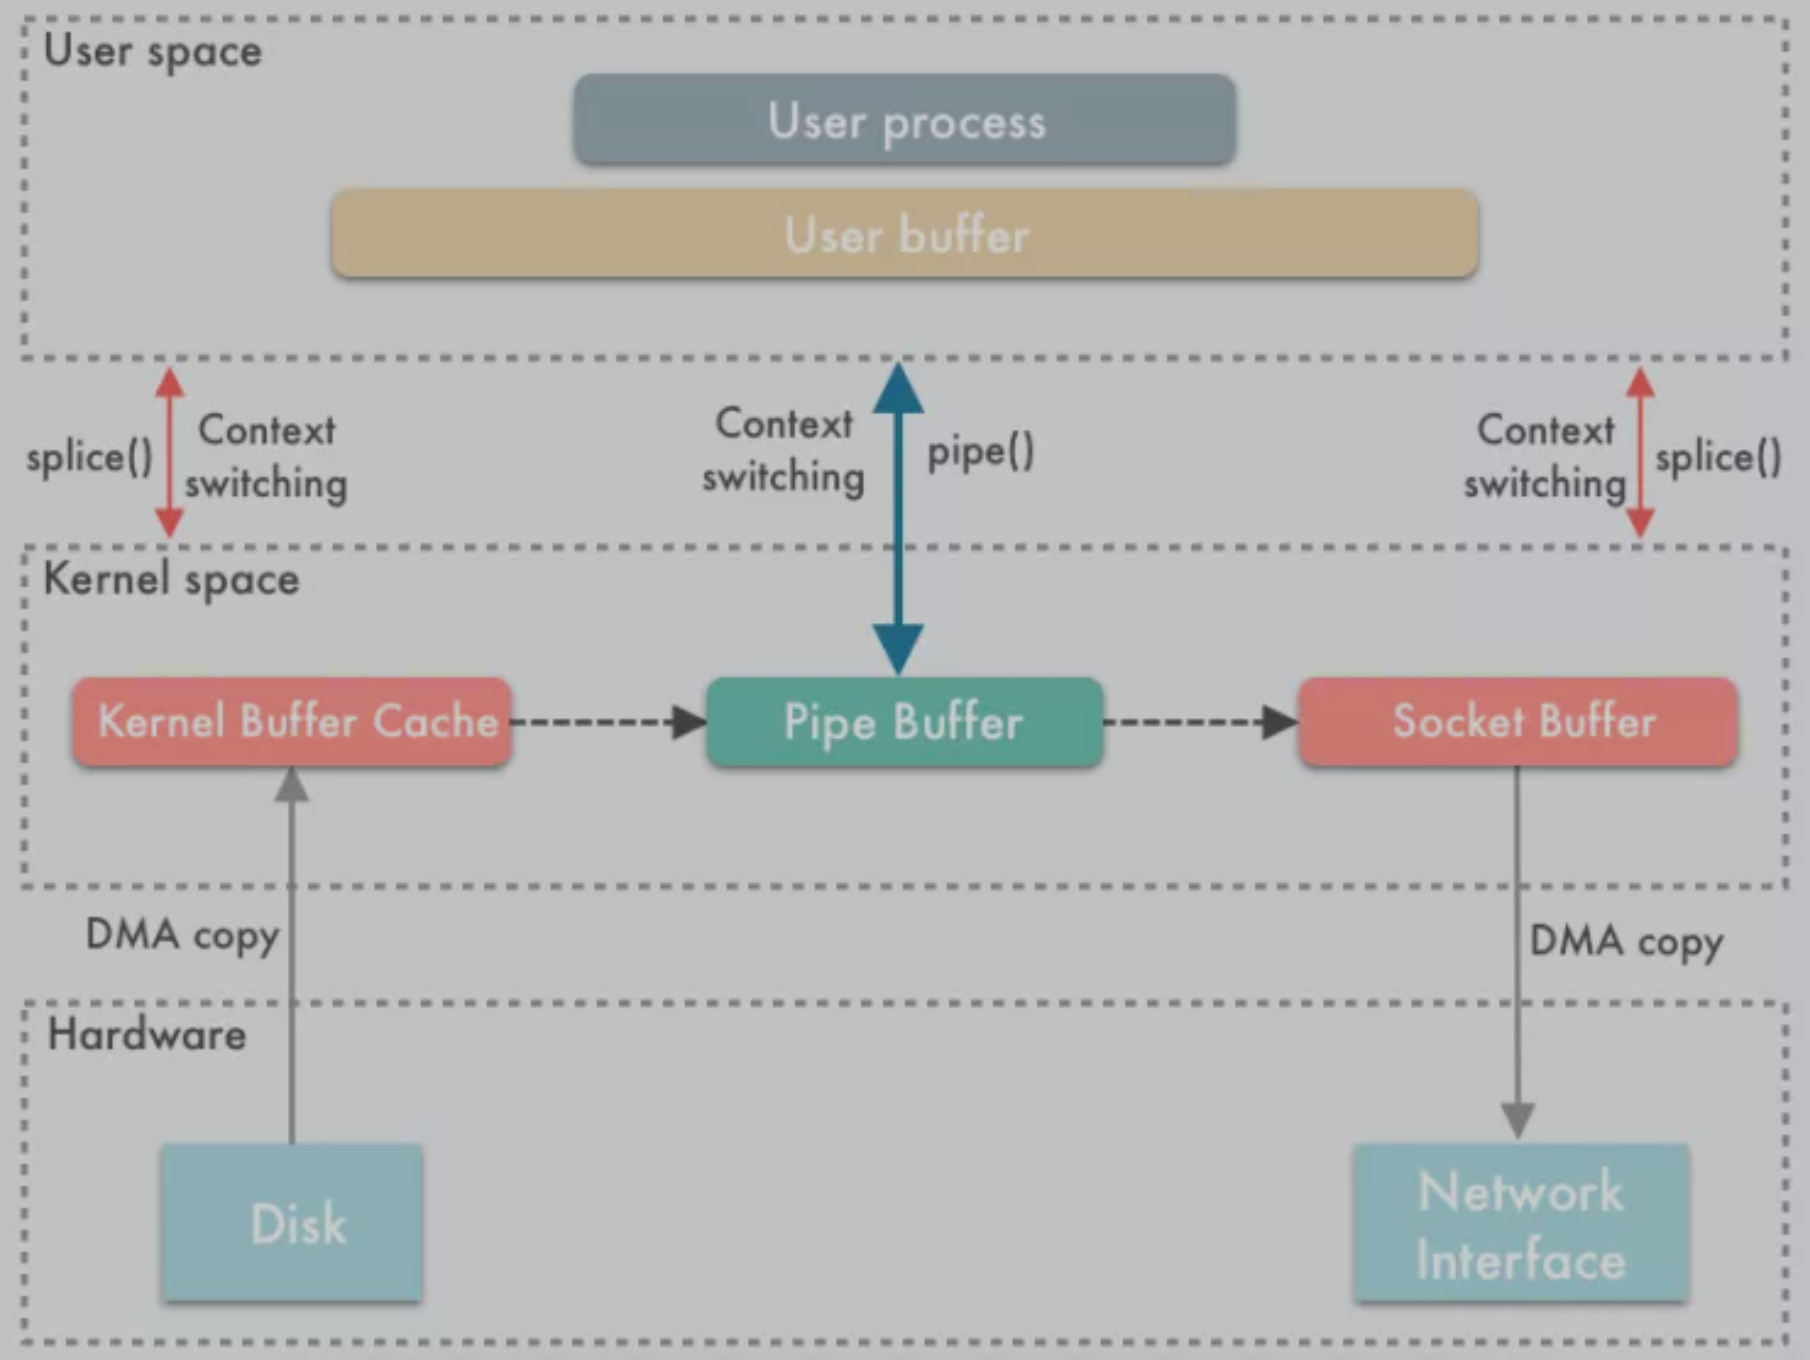 User space
User process
User buffer
splice()
Context
switching
Context
switching
pipe()
Context
switching
splice()
Kernel space
Kernel Buffer Cache
Pipe Buffer
Socket Buffer
DMA copy
DMA copy
Hardware
Disk
Network
Interface